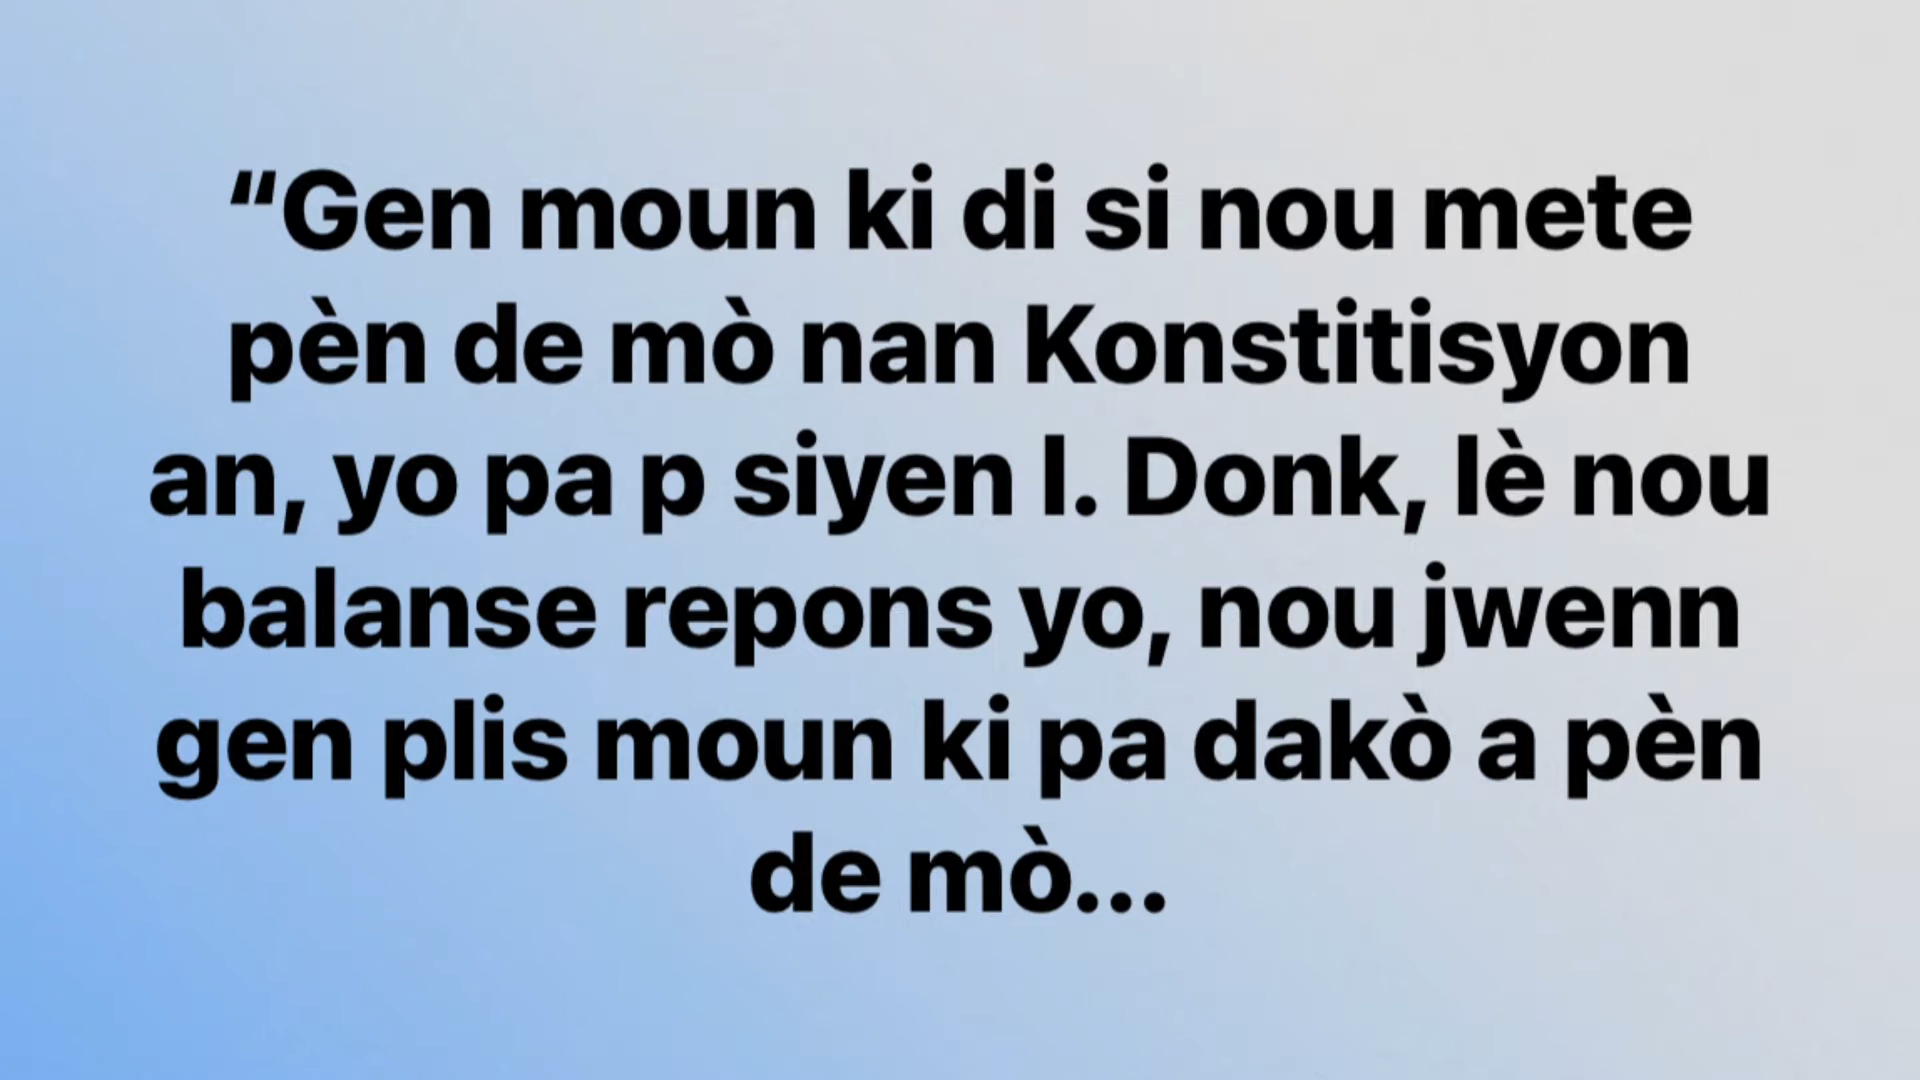 “Gen moun ki di si nou mete
pèn de mò nan Konstitisyon
an, yo pa p siyen l. Donk, lè nou
balanse repons yo, nou jwenn
gen plis moun ki pa dakò a pèn
de mò...